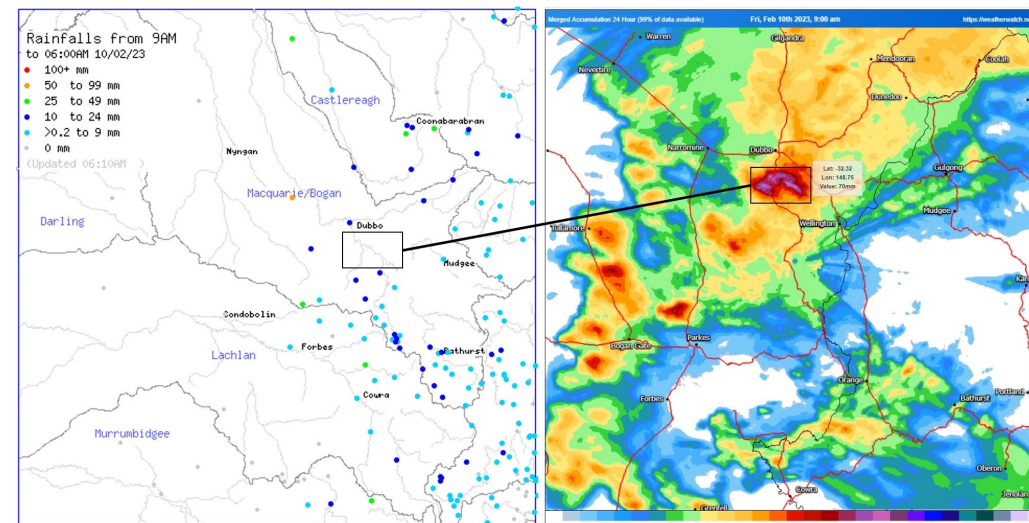 Rainfalls from 9AM
to 06:00AM 10/02/23
100+ mm
50 to 99 mm
25 to 49 mm
10 to 24 mm
>0.2 to 9 mm
0 mm
(Updated 06:10AM )
Castlereagh
Coonabarabran
Nyngan
Macquarie/Bogan
Darling
Dubbo
Mudgee
Condobolin
Forbes
Lachlan
Bathurst
Cowra
Murrumbidgee
Merged Accumulation 24 Hour (99% of data available) Fri, Feb 10th 2023, 9:00 am https://weatherwatch.n
Warren
Gilgandra
Mendooran
Coolah
Nevertire
Dunedoo
Narromine
Dubbo
Gulgong
Lat: -32.32
Lon: 148.75
Value: 70mm
Mudgee
Wellington
Tullamore
Kan
Parkes
Bogan Gate
Orange
Forbes
Bathurst
Portland
Oberon
Cowra
Jenolan
Grenfell